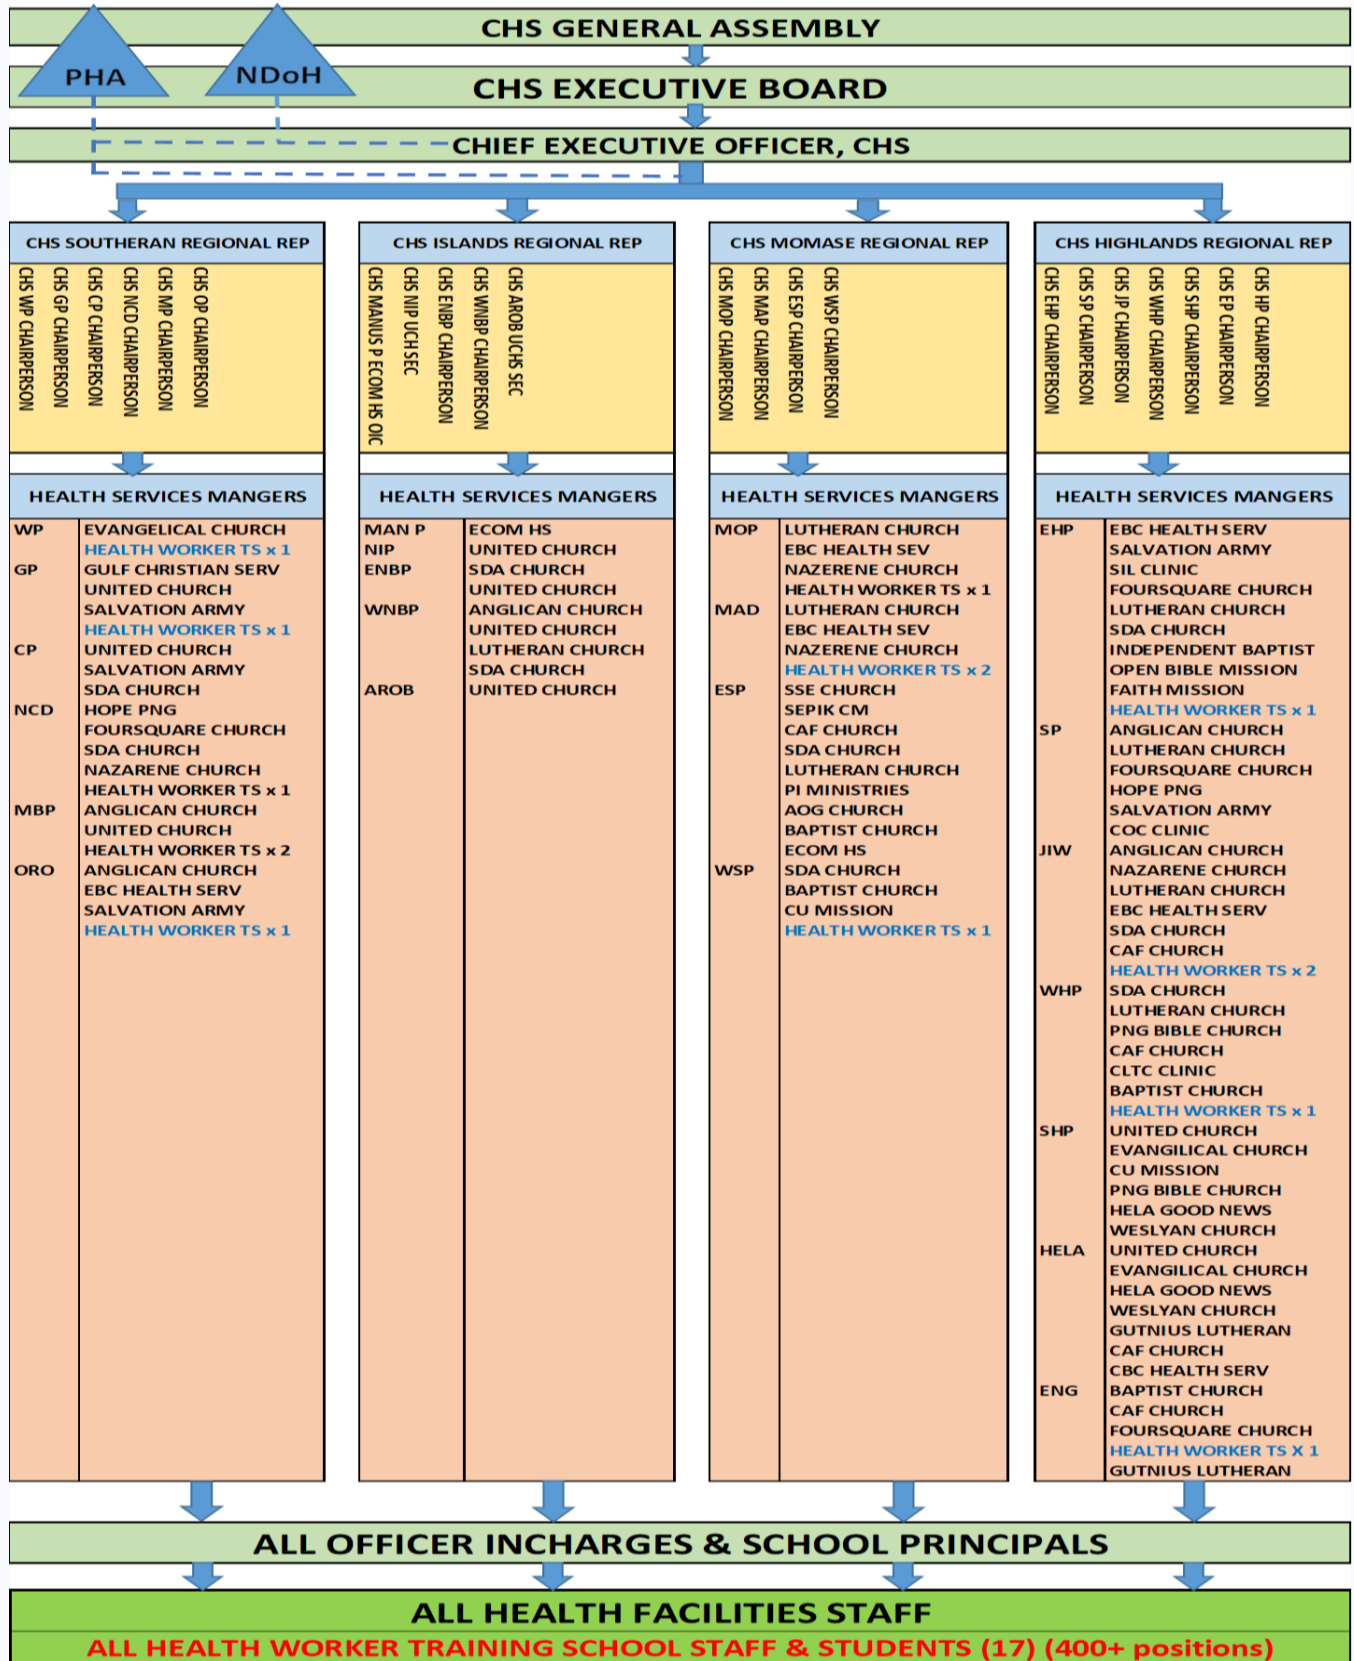 CHS GENERAL ASSEMBLY
PHA
NDoH
CHS EXECUTIVE BOARD
CHIEF EXECUTIVE OFFICER, CHS
CHS SOUTHERAN REGIONAL REP
CHS WP CHAIRPERSON
CHS GP CHAIRPERSON
CHS CP CHAIRPERSON
CHS NCD CHAIRPERSON
CHS MP CHAIRPERSON
CHS OP CHAIRPERSON
HEALTH SERVICES MANGERS
WP EVANGELICAL CHURCH
HEALTH WORKER TS x 1
GP GULF CHRISTIAN SERV
UNITED CHURCH
SALVATION ARMY
HEALTH WORKER TS x 1
CP UNITED CHURCH
SALVATION ARMY
SDA CHURCH
NCD HOPE PNG
FOURSQUARE CHURCH
SDA CHURCH
NAZARENE CHURCH
HEALTH WORKER TS x 1
MBP ANGLICAN CHURCH
UNITED CHURCH
HEALTH WORKER TS x 2
ORO ANGLICAN CHURCH
EBC HEALTH SERV
SALVATION ARMY
HEALTH WORKER TS x 1
CHS ISLANDS REGIONAL REP
CHS MANUS P ECOM HS OIC
CHS NIP UCH SEC
CHS ENBP CHAIRPERSON
CHS WNBP CHAIRPERSON
CHS AROB UCHS SEC
HEALTH SERVICES MANGERS
MAN P ECOM HS
NIP UNITED CHURCH
ENBP SDA CHURCH
UNITED CHURCH
WNBP ANGLICAN CHURCH
UNITED CHURCH
LUTHERAN CHURCH
SDA CHURCH
AROB UNITED CHURCH
CHS MOMASE REGIONAL REP
CHS MOP CHAIRPERSON
CHS MAP CHAIRPERSON
CHS ESP CHAIRPERSON
CHS WSP CHAIRPERSON
HEALTH SERVICES MANGERS
MOP LUTHERAN CHURCH
EBC HEALTH SEV
NAZERENE CHURCH
HEALTH WORKER TS x 1
MAD LUTHERAN CHURCH
EBC HEALTH SEV
NAZERENE CHURCH
HEALTH WORKER TS x 2
ESP SSE CHURCH
SEPIK CM
CAF CHURCH
SDA CHURCH
LUTHERAN CHURCH
PI MINISTRIES
AOG CHURCH
BAPTIST CHURCH
ECOM HS
WSP SDA CHURCH
BAPTIST CHURCH
CU MISSION
HEALTH WORKER TS x 1
CHS HIGHLANDS REGIONAL REP
CHS EHP CHAIRPERSON
CHS SP CHAIRPERSON
CHS JP CHAIRPERSON
CHS WHP CHAIRPERSON
CHS SHP CHAIRPERSON
CHS EP CHAIRPERSON
CHS HP CHAIRPERSON
HEALTH SERVICES MANGERS
EHP EBC HEALTH SERV
SALVATION ARMY
SIL CLINIC
FOURSQUARE CHURCH
LUTHERAN CHURCH
SDA CHURCH
INDEPENDENT BAPTIST
OPEN BIBLE MISSION
FAITH MISSION
HEALTH WORKER TS x 1
SP ANGLICAN CHURCH
LUTHERAN CHURCH
FOURSQUARE CHURCH
HOPE PNG
SALVATION ARMY
COC CLINIC
JIW ANGLICAN CHURCH
NAZARENE CHURCH
LUTHERAN CHURCH
EBC HEALTH SERV
SDA CHURCH
CAF CHURCH
HEALTH WORKER TS x 2
WHP SDA CHURCH
LUTHERAN CHURCH
PNG BIBLE CHURCH
CAF CHURCH
CLTC CLINIC
BAPTIST CHURCH
HEALTH WORKER TS x 1
SHP UNITED CHURCH
EVANGILICAL CHURCH
CU MISSION
PNG BIBLE CHURCH
HELA GOOD NEWS
WESLYAN CHURCH
HELA UNITED CHURCH
EVANGILICAL CHURCH
HELA GOOD NEWS
WESLYAN CHURCH
GUTNIUS LUTHERAN
CAF CHURCH
CBC HEALTH SERV
ENG BAPTIST CHURCH
CAF CHURCH
FOURSQUARE CHURCH
HEALTH WORKER TS X 1
GUTNIUS LUTHERAN
ALL OFFICER INCHARGES & SCHOOL PRINCIPALS
ALL HEALTH FACILITIES STAFF
ALL HEALTH WORKER TRAINING SCHOOL STAFF & STUDENTS (17) (400+ positions)